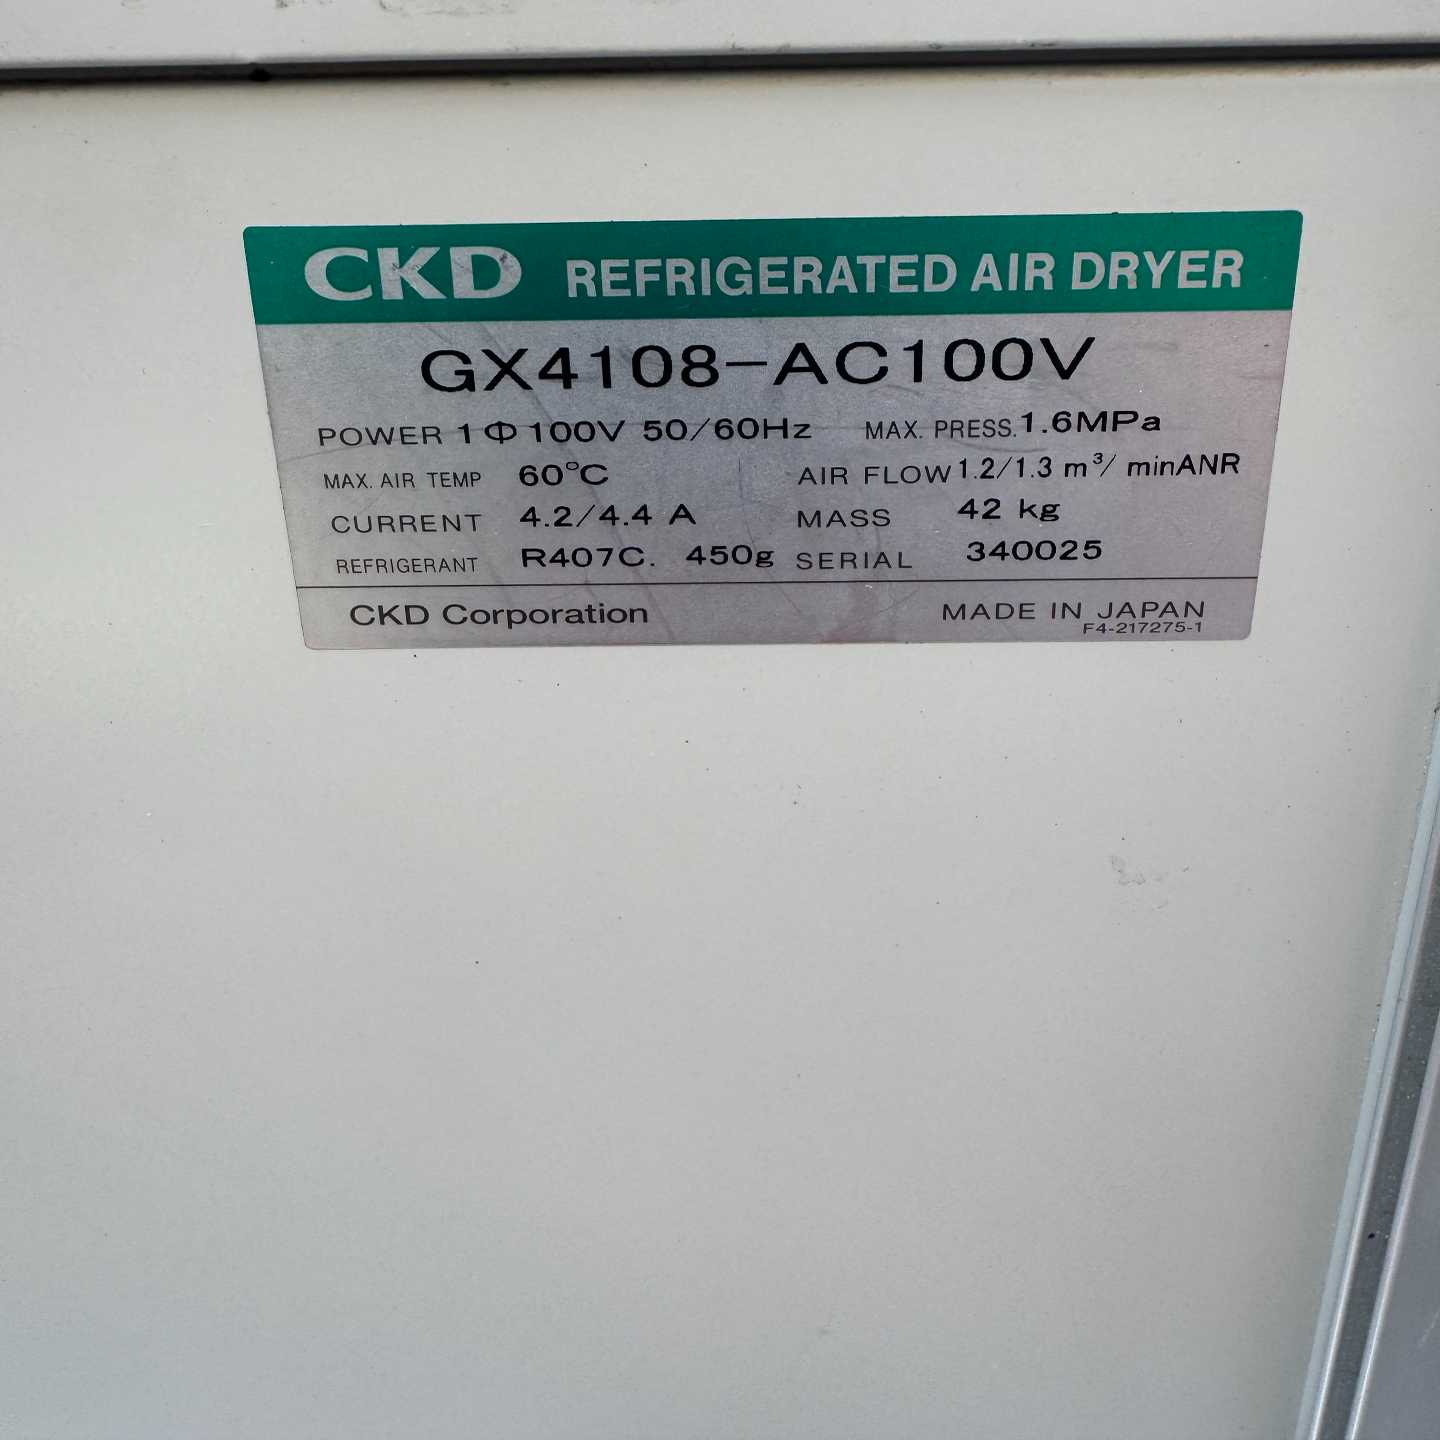 CKD REFRIGERATED AIR DRYER
GX4108-AC100V
POWER 1Φ100V 50/60Hz MAX. PRESS. 1.6MPa
MAX. AIR TEMP 60°C AIR FLOW 1.2/1.3 m³/ minANR
CURRENT 4.2/4.4 A MASS 42 kg
REFRIGERANT R407C. 450g SERIAL 340025
CKD Corporation MADE IN JAPAN
F4-217275-1